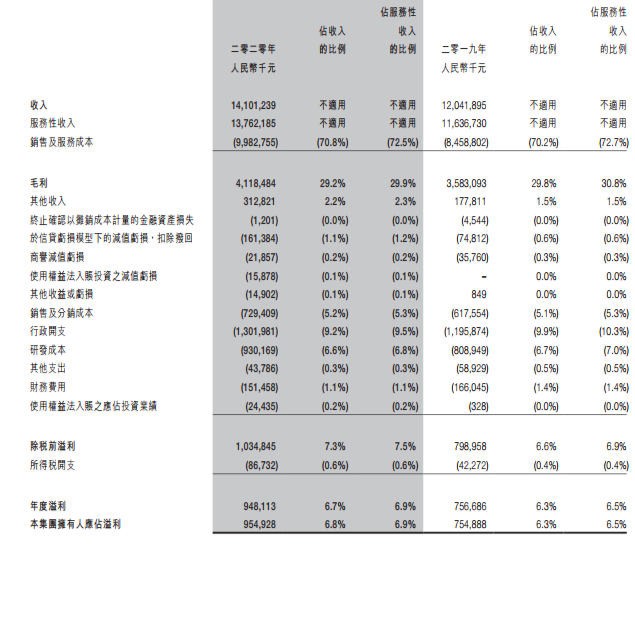 佔服務性 佔服務性
佔收入 收入 佔收入 收入
二零二零年 的比例 的比例 二零一九年 的比例 的比例
人民幣千元 人民幣千元
收入 14,101,239 不適用 不適用 12,041,895 不適用 不適用
服務性收入 13,762,185 不適用 不適用 11,636,730 不適用 不適用
銷售及服務成本 (9,982,755) (70.8%) (72.5%) (8,458,802) (70.2%) (72.7%)
毛利 4,118,484 29.2% 29.9% 3,583,093 29.8% 30.8%
其他收入 312,821 2.2% 2.3% 177,811 1.5% 1.5%
終止確認以攤銷成本計量的金融資產損失 (1,201) (0.0%) (0.0%) (4,544) (0.0%) (0.0%)
於信貸虧損模型下的減值虧損，扣除撥回 (161,384) (1.1%) (1.2%) (74,812) (0.6%) (0.6%)
商譽減值虧損 (21,857) (0.2%) (0.2%) (35,760) (0.3%) (0.3%)
使用權益法入賬投資之減值虧損 (15,878) (0.1%) (0.1%) – 0.0% 0.0%
其他收益或虧損 (14,902) (0.1%) (0.1%) 849 0.0% 0.0%
銷售及分銷成本 (729,409) (5.2%) (5.3%) (617,554) (5.1%) (5.3%)
行政開支 (1,301,981) (9.2%) (9.5%) (1,195,874) (9.9%) (10.3%)
研發成本 (930,169) (6.6%) (6.8%) (808,949) (6.7%) (7.0%)
其他支出 (43,786) (0.3%) (0.3%) (58,929) (0.5%) (0.5%)
財務費用 (151,458) (1.1%) (1.1%) (166,045) (1.4%) (1.4%)
使用權益法入賬之應佔投資業績 (24,435) (0.2%) (0.2%) (328) (0.0%) (0.0%)
除稅前溢利 1,034,845 7.3% 7.5% 798,958 6.6% 6.9%
所得稅開支 (86,732) (0.6%) (0.6%) (42,272) (0.4%) (0.4%)
年度溢利 948,113 6.7% 6.9% 756,686 6.3% 6.5%
本集團擁有人應佔溢利 954,928 6.8% 6.9% 754,888 6.3% 6.5%